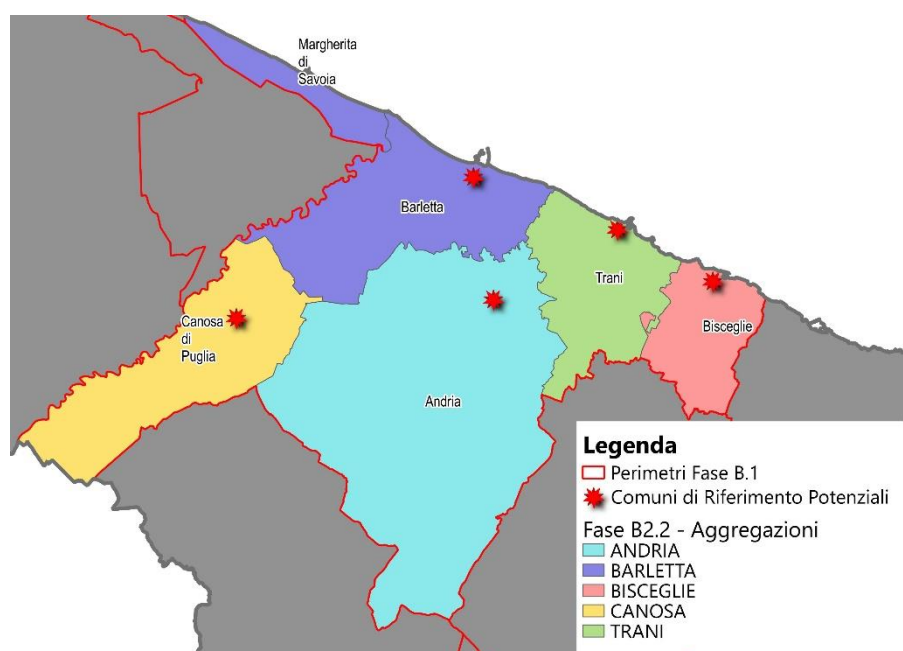 Margherita
di
Savoia
Barletta
Trani
Bisceglie
Canosa
di
Puglia
Andria
Legenda
Perimetri Fase B.1
Comuni di Riferimento Potenziali
Fase B2.2 - Aggregazioni
ANDRIA
BARLETTA
BISCEGLIE
CANOSA
TRANI